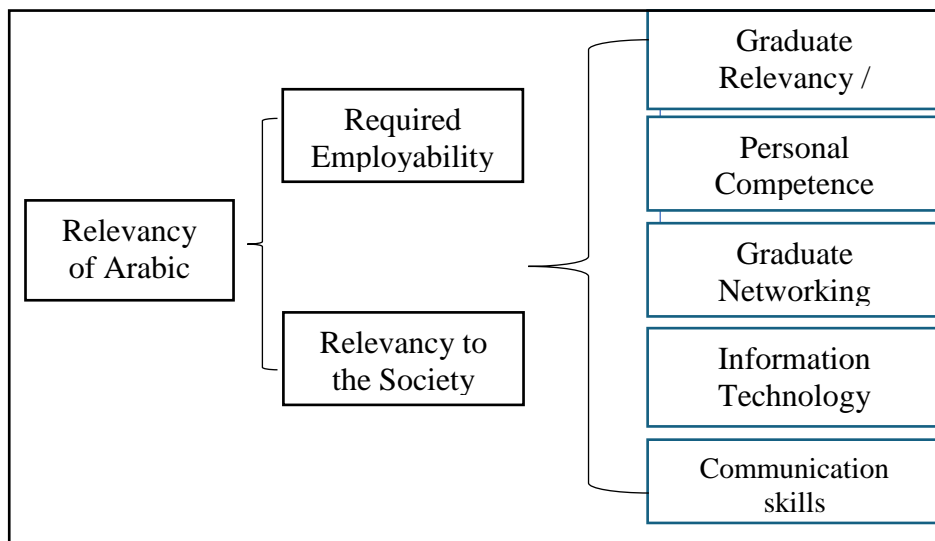 Relevancy
of Arabic
Required
Employability
Relevancy to
the Society
Graduate
Relevancy /
Personal
Competence
Graduate
Networking
Information
Technology
Communication
skills